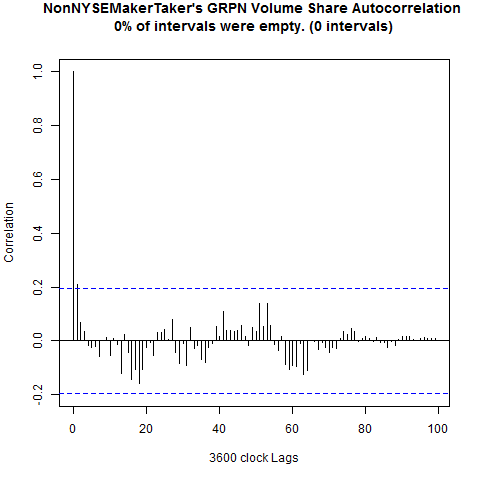 NonNYSEMakerTaker's GRPN Volume Share Autocorrelation
0% of intervals were empty. (0 intervals)
Correlation
1.0
0.8
0.6
0.4
0.2
0.0
-0.2
0 20 40 60 80 100
3600 clock Lags